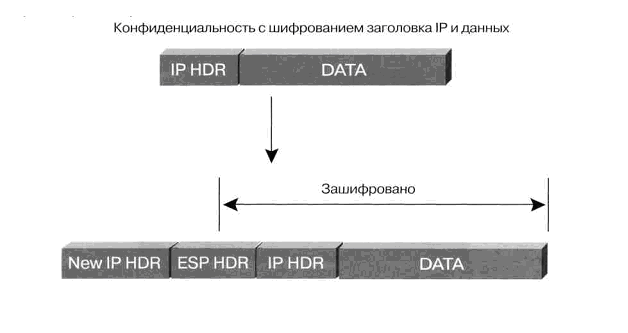 Конфиденциальность с шифрованием заголовка IP и данных
IP HDR DATA
Зашифровано
New IP HDR ESP HDR IP HDR DATA